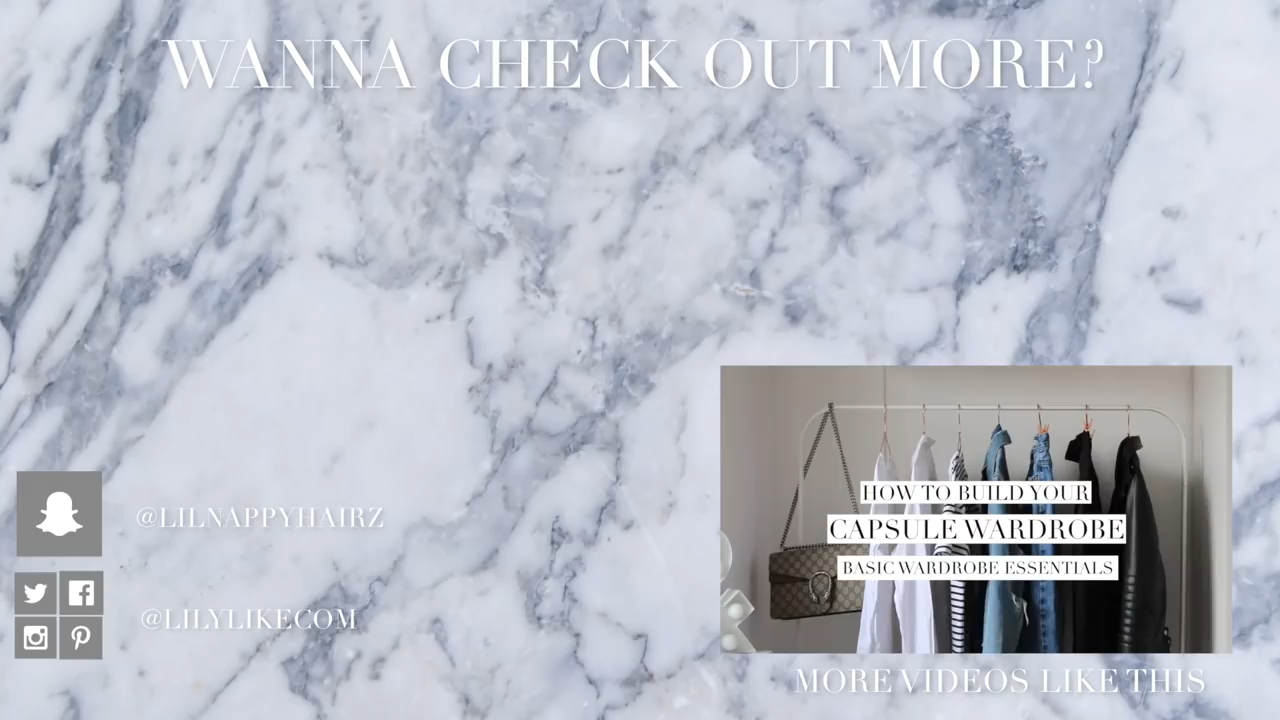 WANNA CHECK OUT MORE?
HOW TO BUILD YOUR
CAPSULE WARDROBE
BASIC WARDROBE ESSENTIALS
@LILNAPPYHAIRZ
@LILYLIKECOM
MORE VIDEOS LIKE THIS